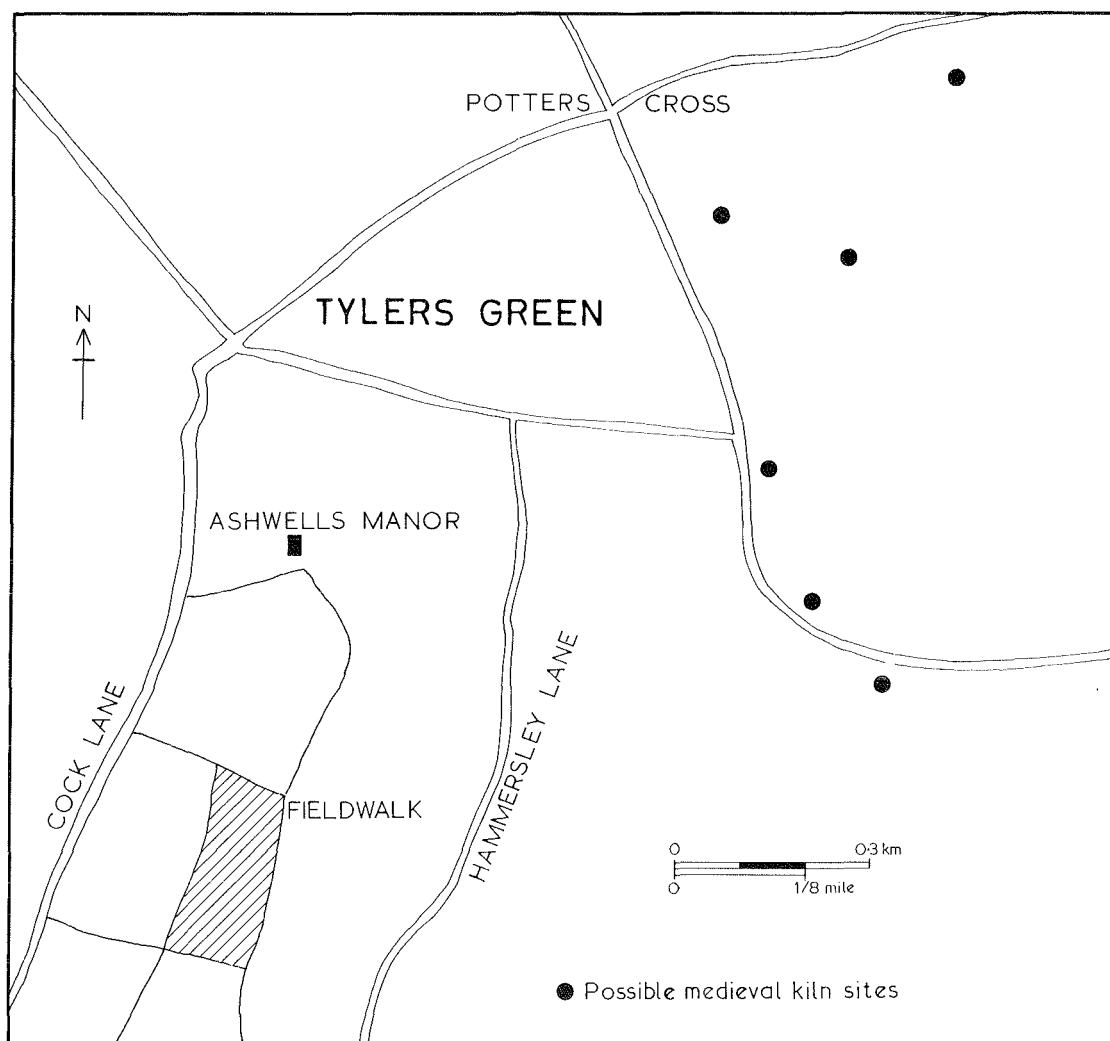 POTTERS CROSS
TYLERS GREEN
N
ASHWELLS MANOR
COCK LANE
FIELDWALK
HAMMERSLEY LANE
0 0·3 km
0 1/8 mile
Possible medieval kiln sites